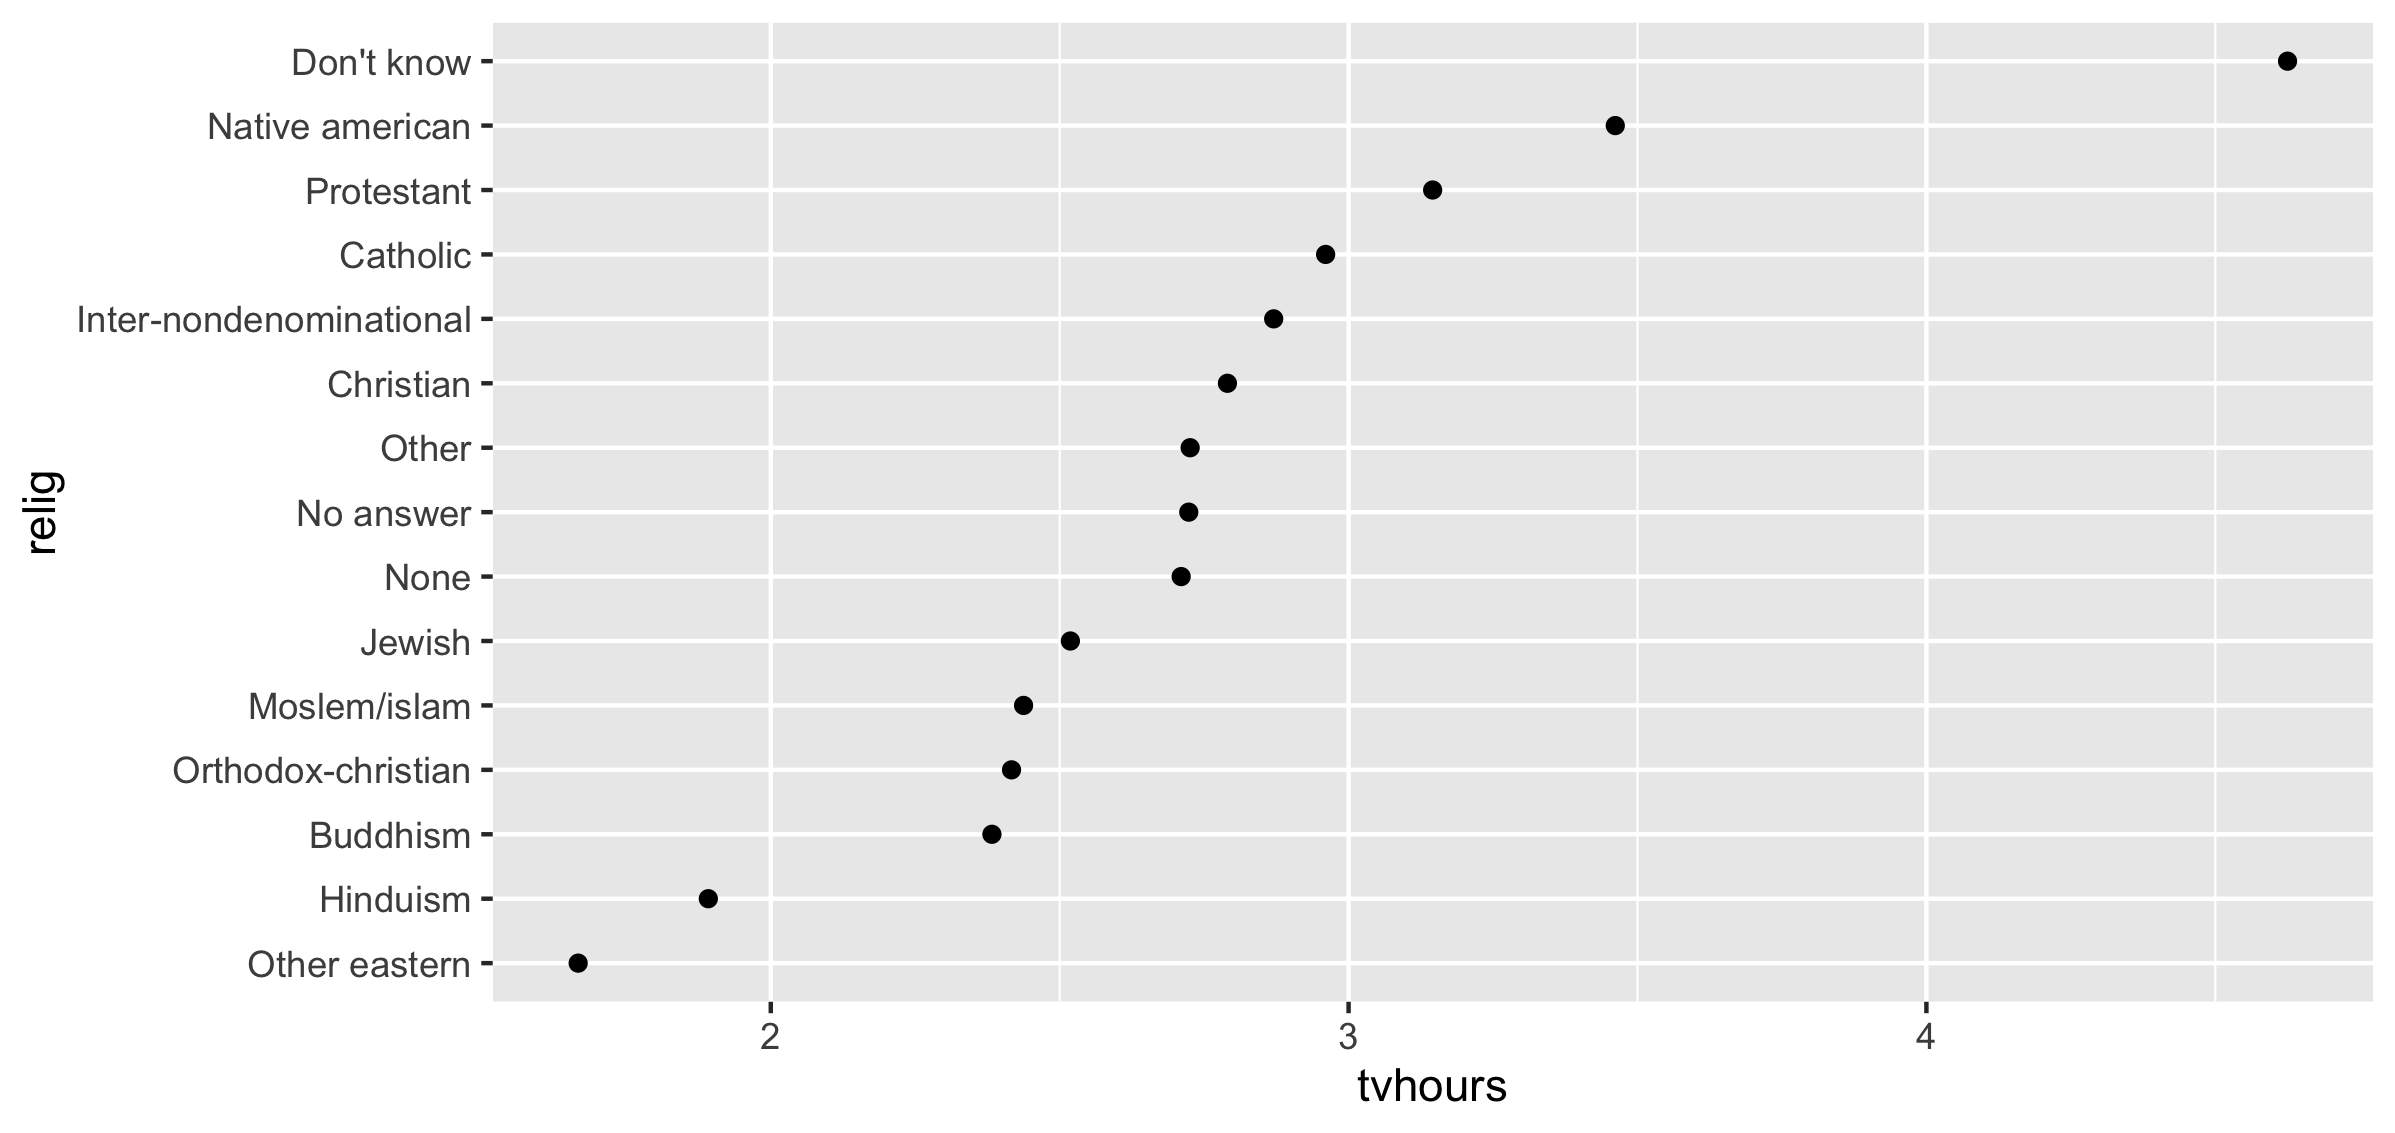 Don't know
Native american
Protestant
Catholic
Inter-nondenominational
Christian
Other
No answer
None
Jewish
Moslem/islam
Orthodox-christian
Buddhism
Hinduism
Other eastern
relig
2 3 4
tvhours